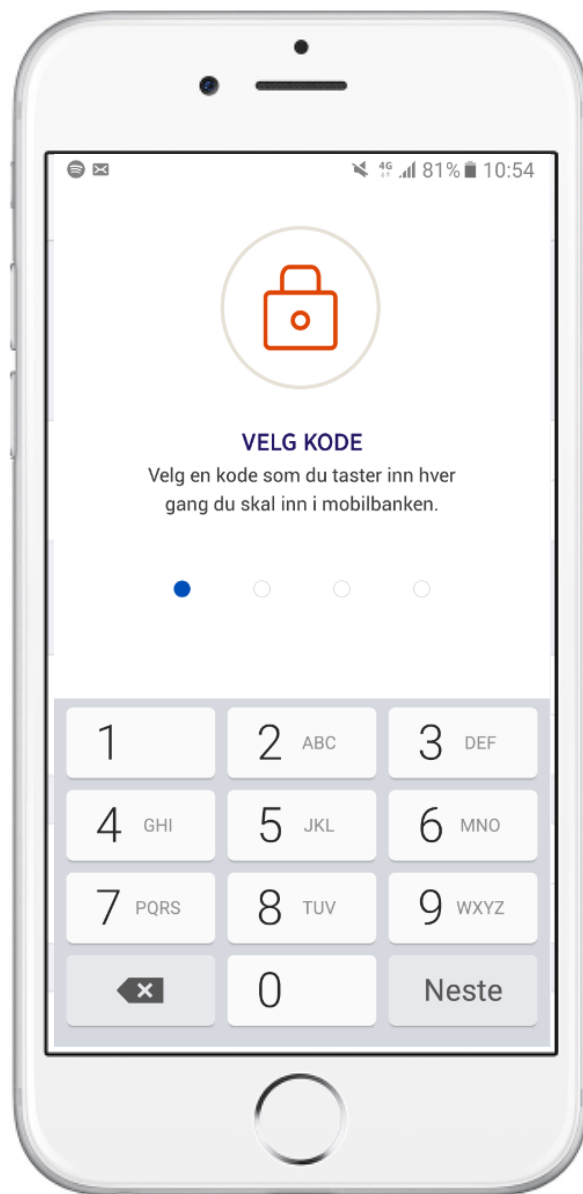 4G 81% 10:54
VELG KODE
Velg en kode som du taster inn hver
gang du skal inn i mobilbanken.
1 2 ABC 3 DEF
4 GHI 5 JKL 6 MNO
7 PQRS 8 TUV 9 WXYZ
0 Neste